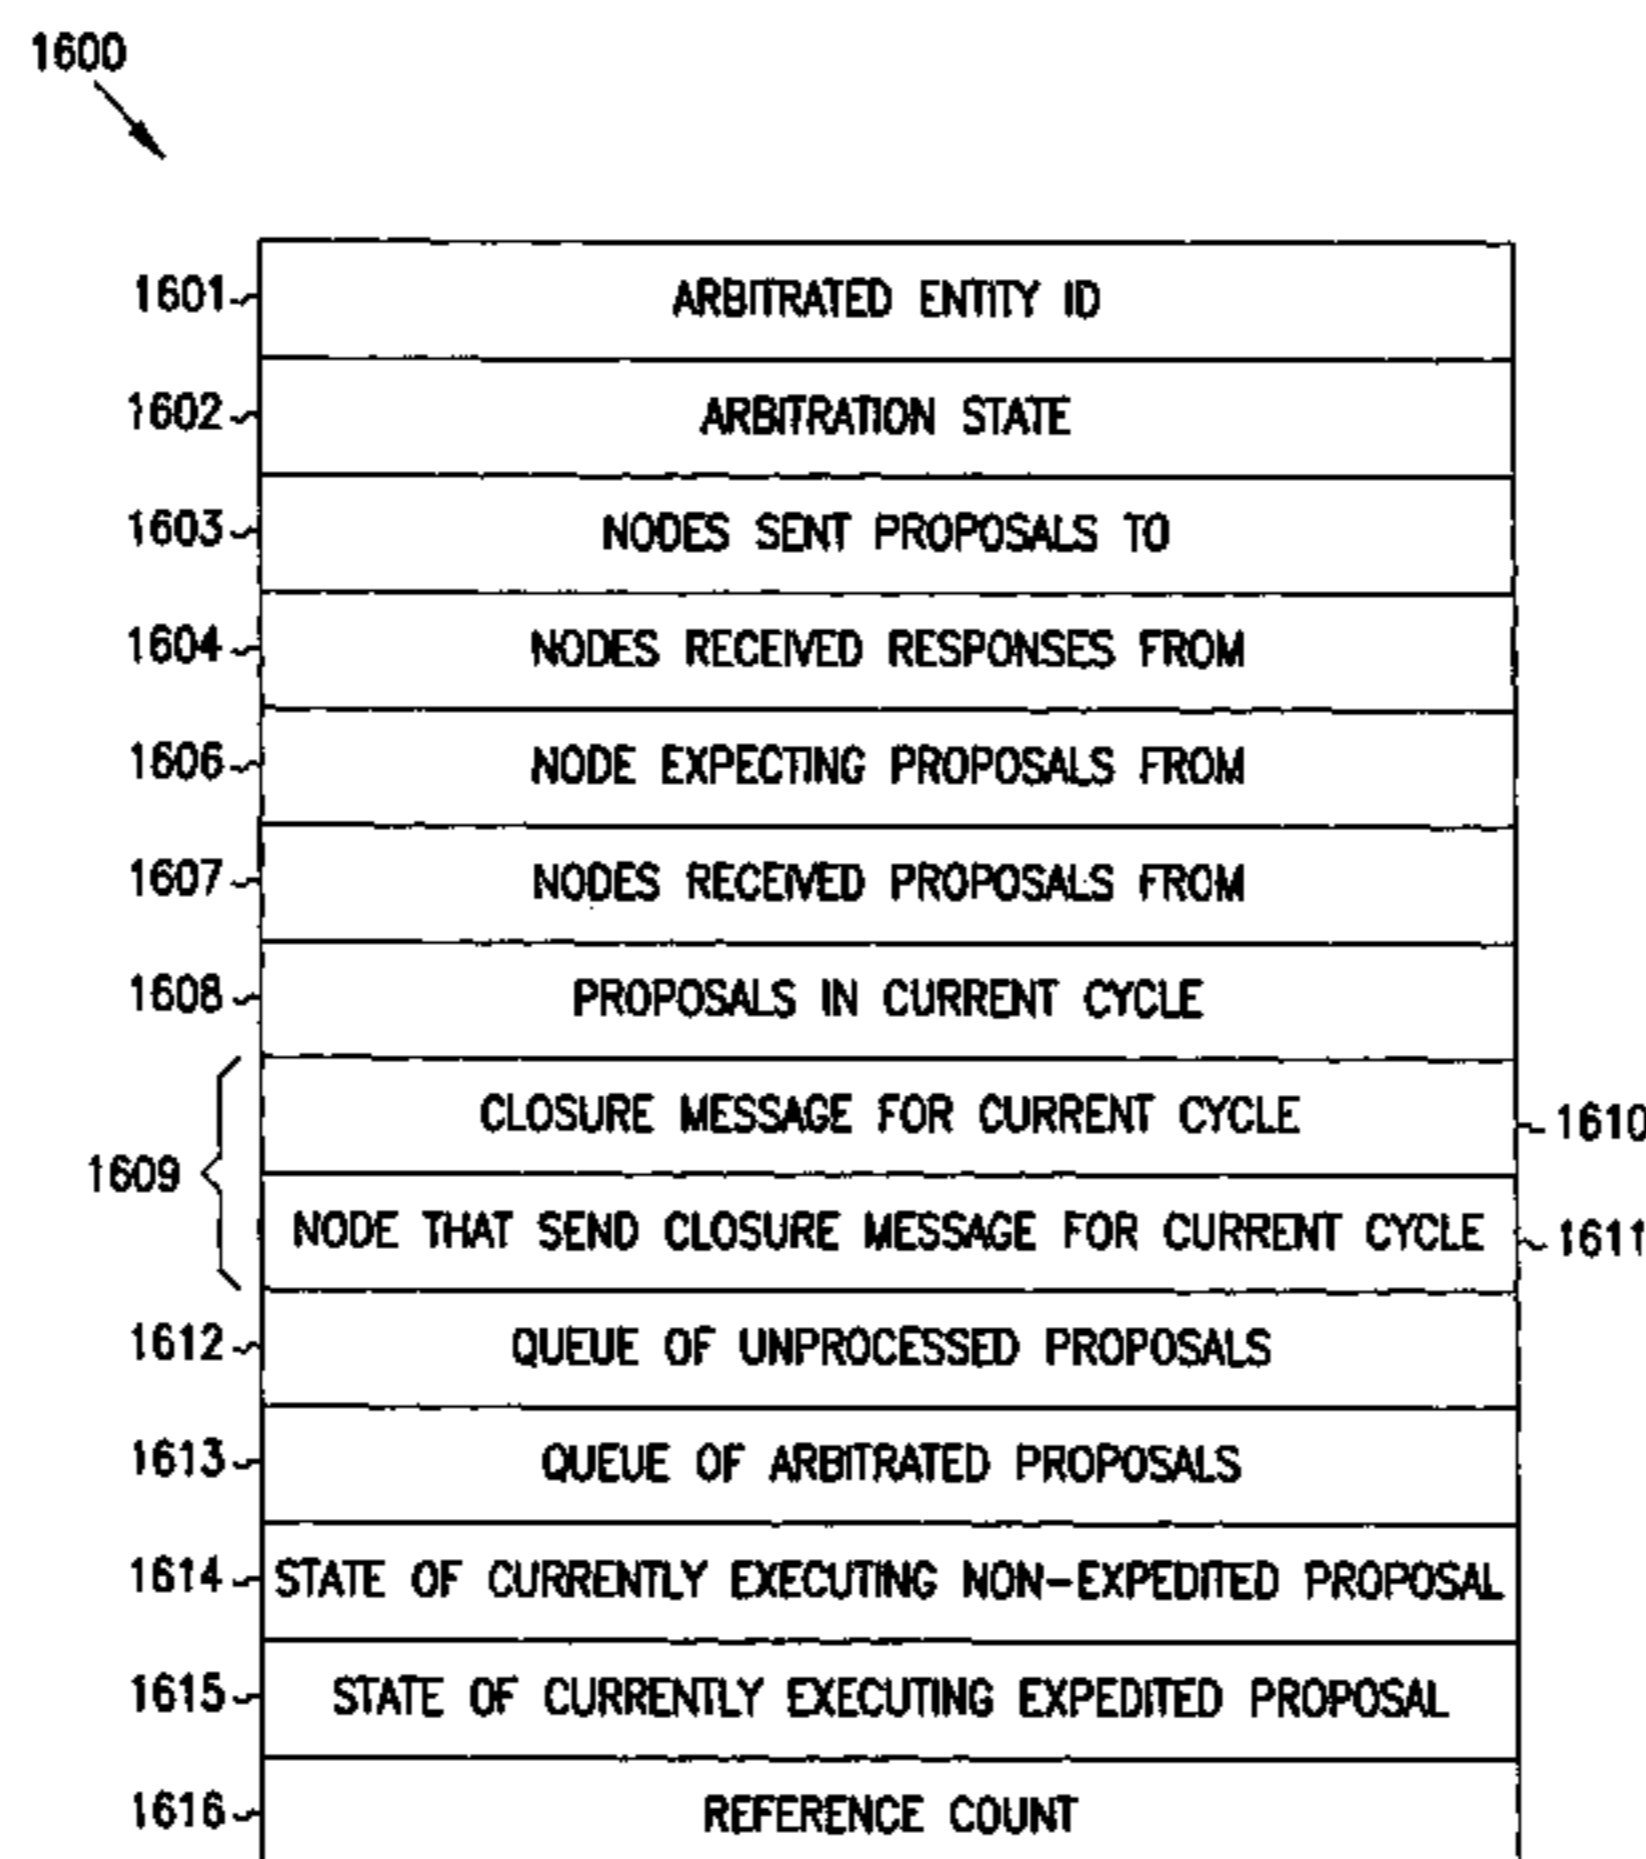 1600
1601 ARBITRATED ENTITY ID
1602 ARBITRATION STATE
1603 NODES SENT PROPOSALS TO
1604 NODES RECEIVED RESPONSES FROM
1606 NODE EXPECTING PROPOSALS FROM
1607 NODES RECEIVED PROPOSALS FROM
1608 PROPOSALS IN CURRENT CYCLE
CLOSURE MESSAGE FOR CURRENT CYCLE 1610
1609
NODE THAT SEND CLOSURE MESSAGE FOR CURRENT CYCLE 1611
1612 QUEUE OF UNPROCESSED PROPOSALS
1613 QUEUE OF ARBITRATED PROPOSALS
1614 STATE OF CURRENTLY EXECUTING NON-EXPEDITED PROPOSAL
1615 STATE OF CURRENTLY EXECUTING EXPEDITED PROPOSAL
1616 REFERENCE COUNT